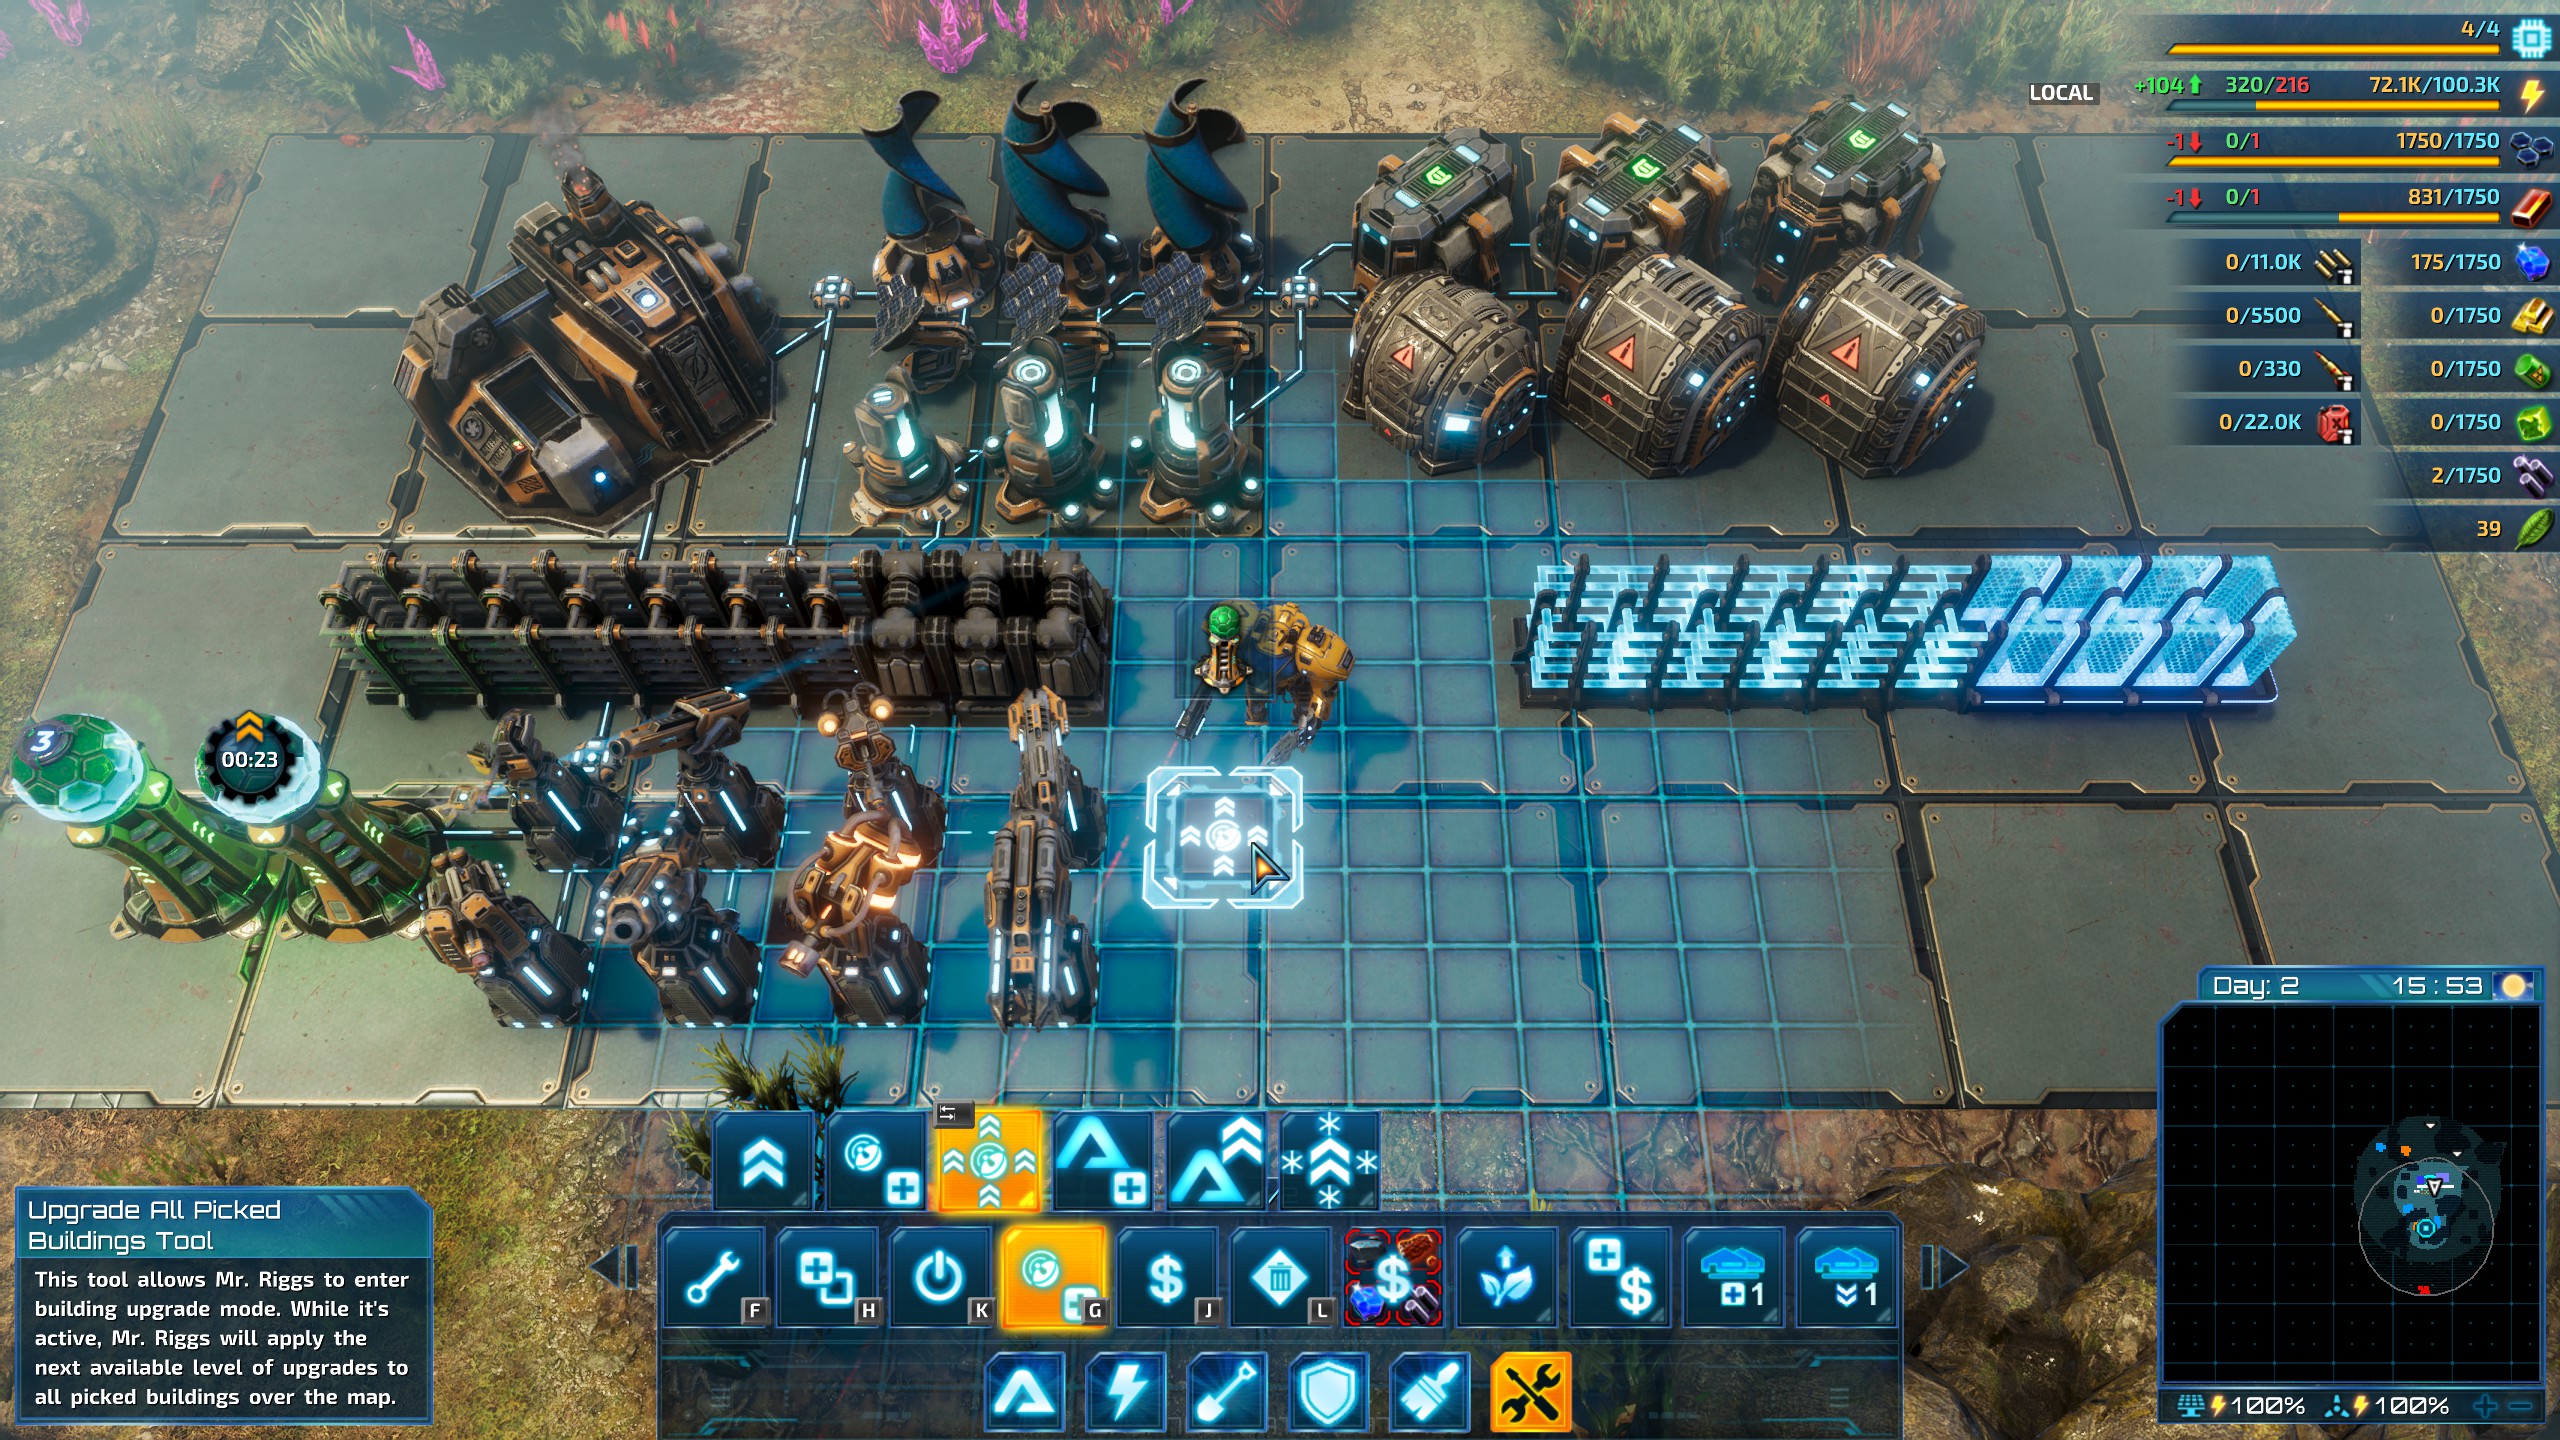 4/4
LOCAL
+104 320/216 72.1K/100.3K
-1 0/1 1750/1750
-1 0/1 831/1750
0/11.0K 175/1750
0/5500 0/1750
0/330 0/1750
0/22.0K 0/1750
2/1750
39
3
00:23
Day: 2 15:53
Upgrade All Picked
Buildings Tool
This tool allows Mr. Riggs to enter
building upgrade mode. While it's
active, Mr. Riggs will apply the
next available level of upgrades to
all picked buildings over the map.
F
H
K
G
$ J
L
$
$
1
1
100% 100%